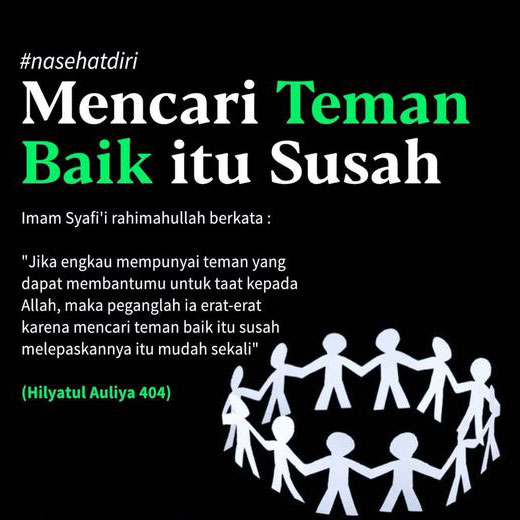 #nasehatdiri
Mencari Teman
Baik itu Susah
Imam Syafi'i rahimahullah berkata :
"Jika engkau mempunyai teman yang
dapat membantumu untuk taat kepada
Allah, maka peganglah ia erat-erat
karena mencari teman baik itu susah
melepaskannya itu mudah sekali"
(Hilyatul Auliya 404)